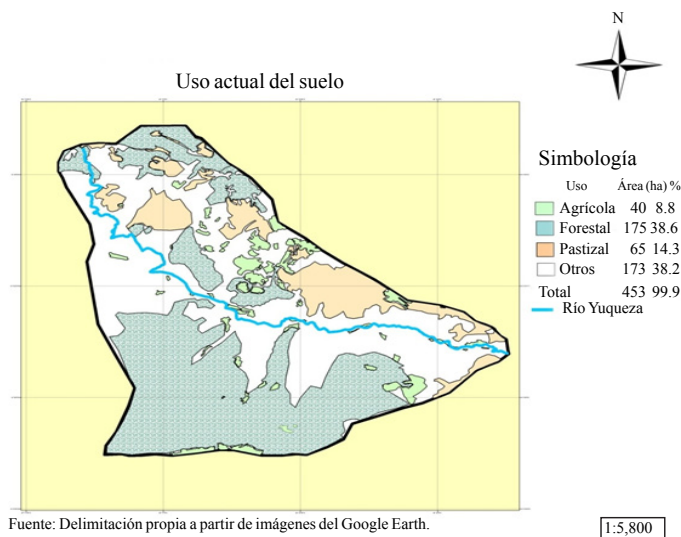 N
Uso actual del suelo
Simbología
Uso Área (ha) %
Agrícola 40 8.8
Forestal 175 38.6
Pastizal 65 14.3
Otros 173 38.2
Total 453 99.9
Río Yuqueza
Fuente: Delimitación propia a partir de imágenes del Google Earth.
1:5,800